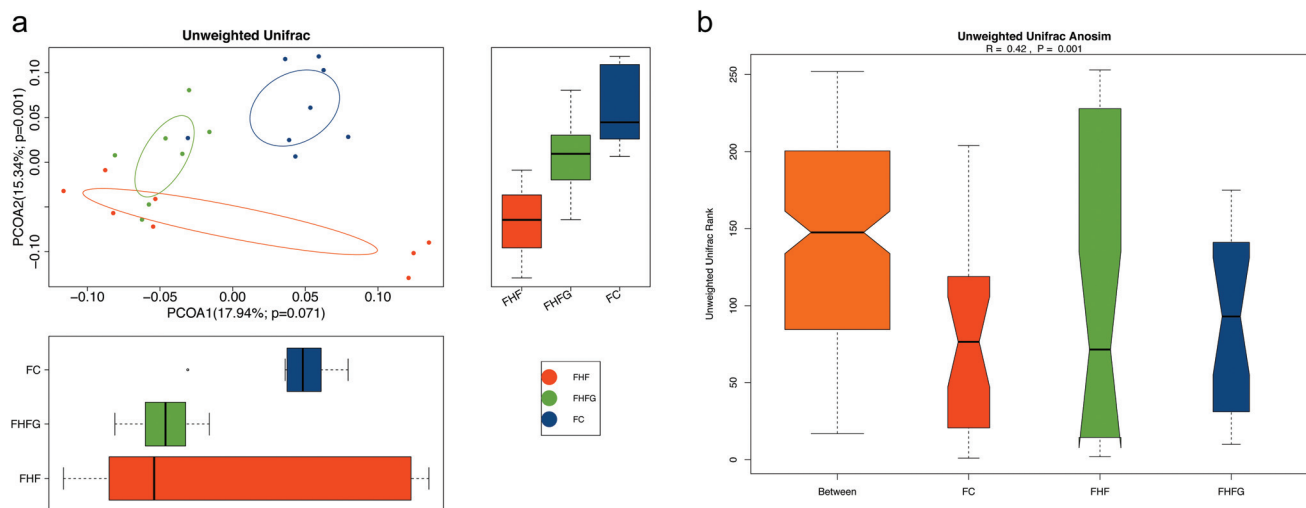 a
Unweighted Unifrac
PCOA2(15.34%; p=0.001)
0.10
0.05
0.00
−0.10
−0.10
−0.05
0.00
0.05
0.10
PCOA1(17.94%; p=0.071)
FHF
FHFG
FC
FC
FHFG
FHF
FHF
FHFG
FC
b
Unweighted Unifrac Anosim
R = 0.42 , P = 0.001
Unweighted Unifrac Rank
250
200
150
100
50
0
Between
FC
FHF
FHFG